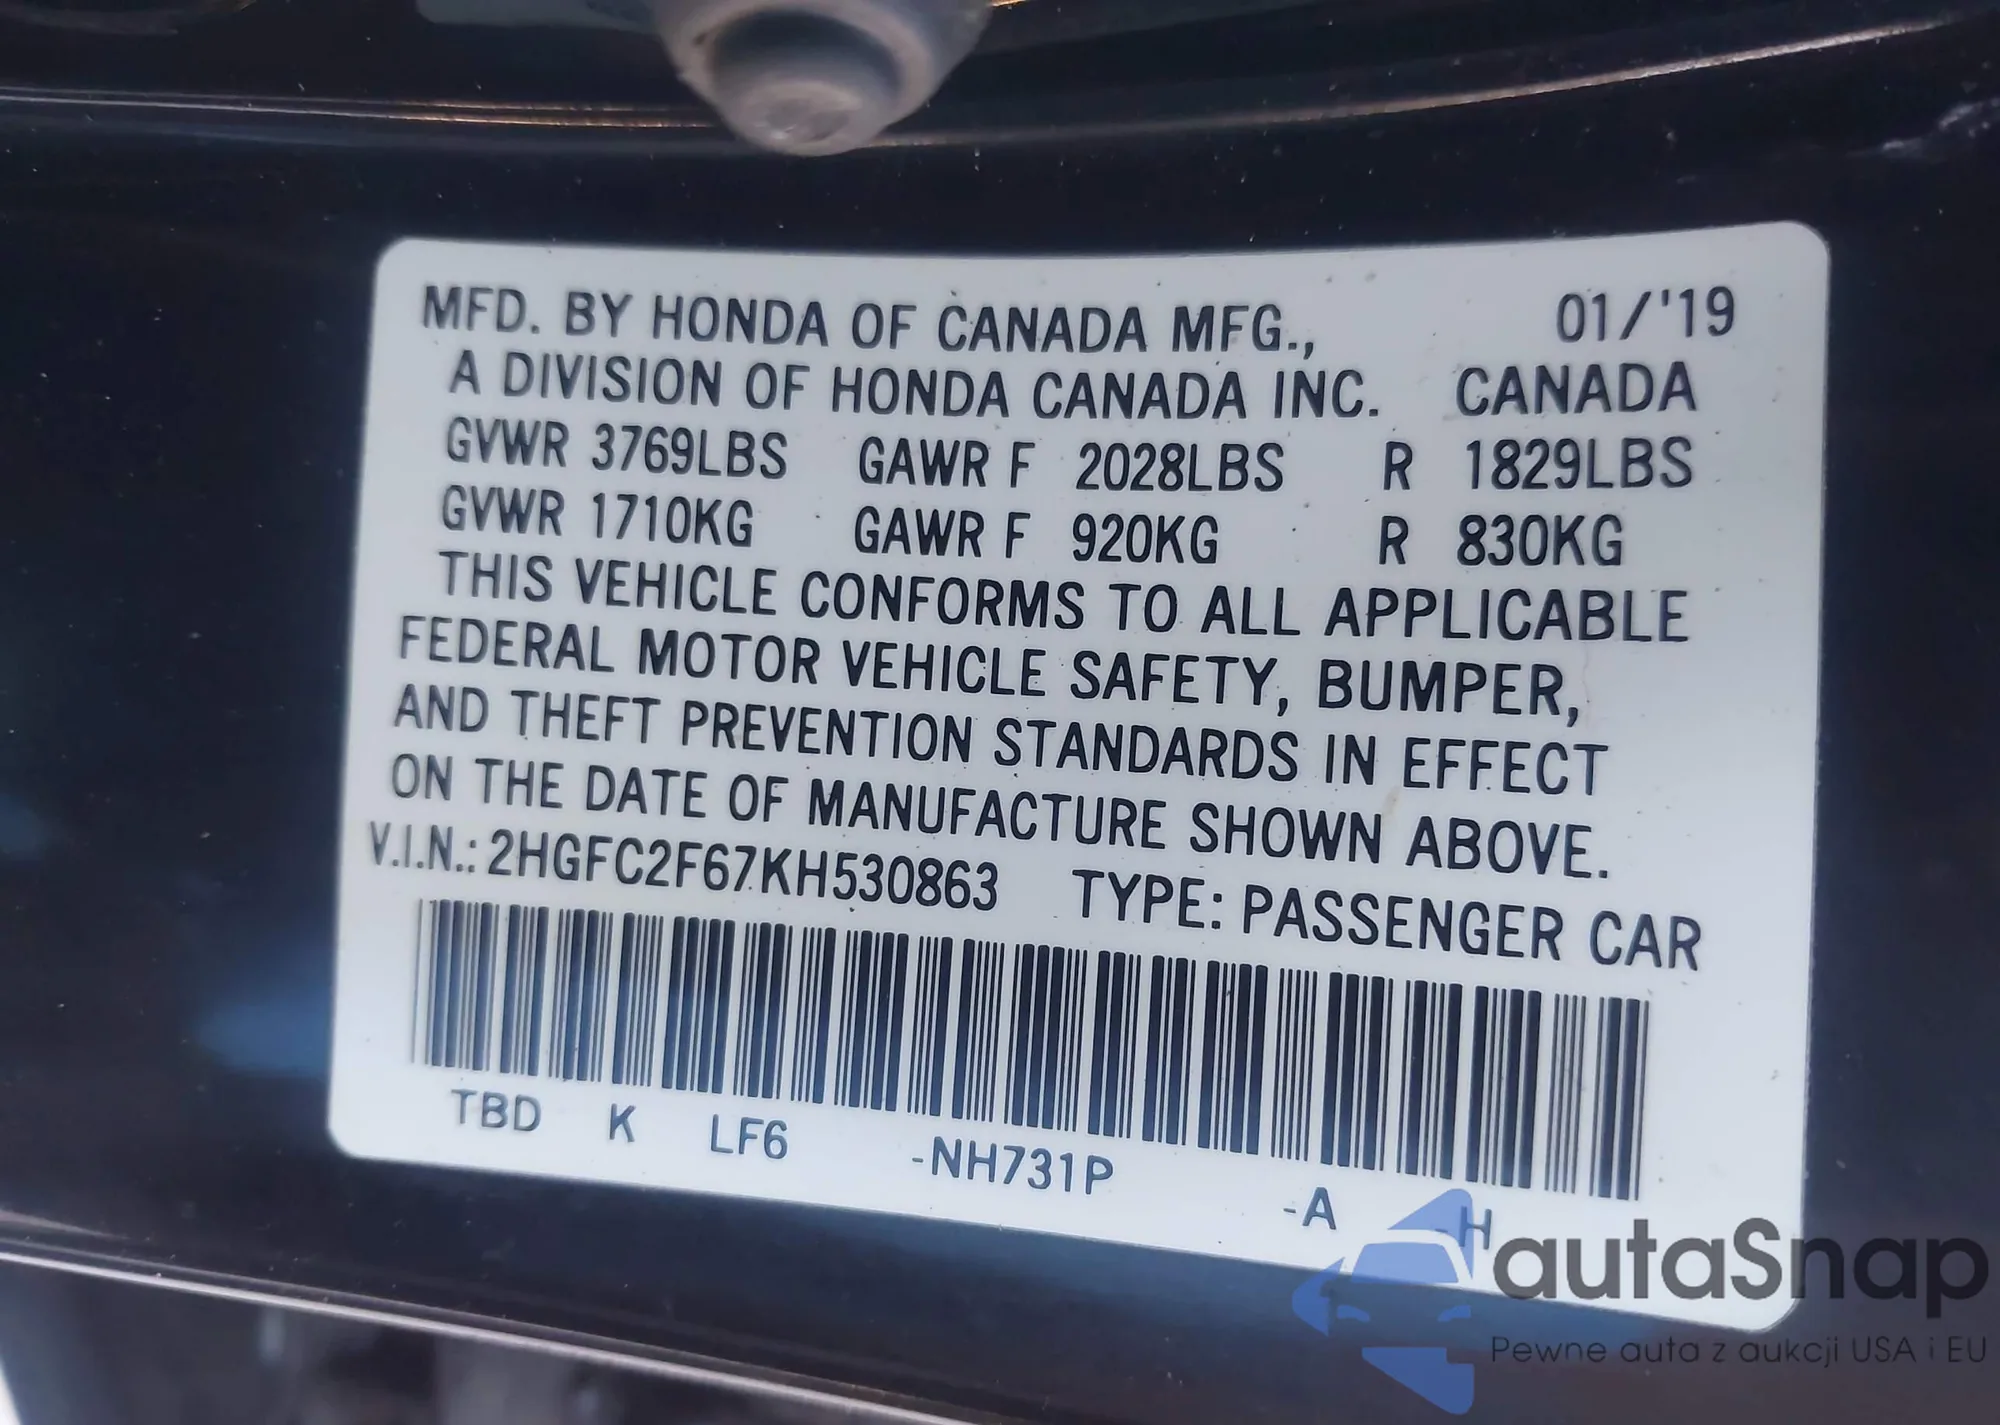 MFD. BY HONDA OF CANADA MFG., 01/'19
A DIVISION OF HONDA CANADA INC. CANADA
GVWR 3769LBS GAWR F 2028LBS R 1829LBS
GVWR 1710KG GAWR F 920KG R 830KG
THIS VEHICLE CONFORMS TO ALL APPLICABLE
FEDERAL MOTOR VEHICLE SAFETY, BUMPER,
AND THEFT PREVENTION STANDARDS IN EFFECT
ON THE DATE OF MANUFACTURE SHOWN ABOVE.
V.I.N.: 2HGFC2F67KH530863 TYPE: PASSENGER CAR
TBD K LF6 -NH731P -A -H
autaSnap
Pewne auta z aukcji USA i EU